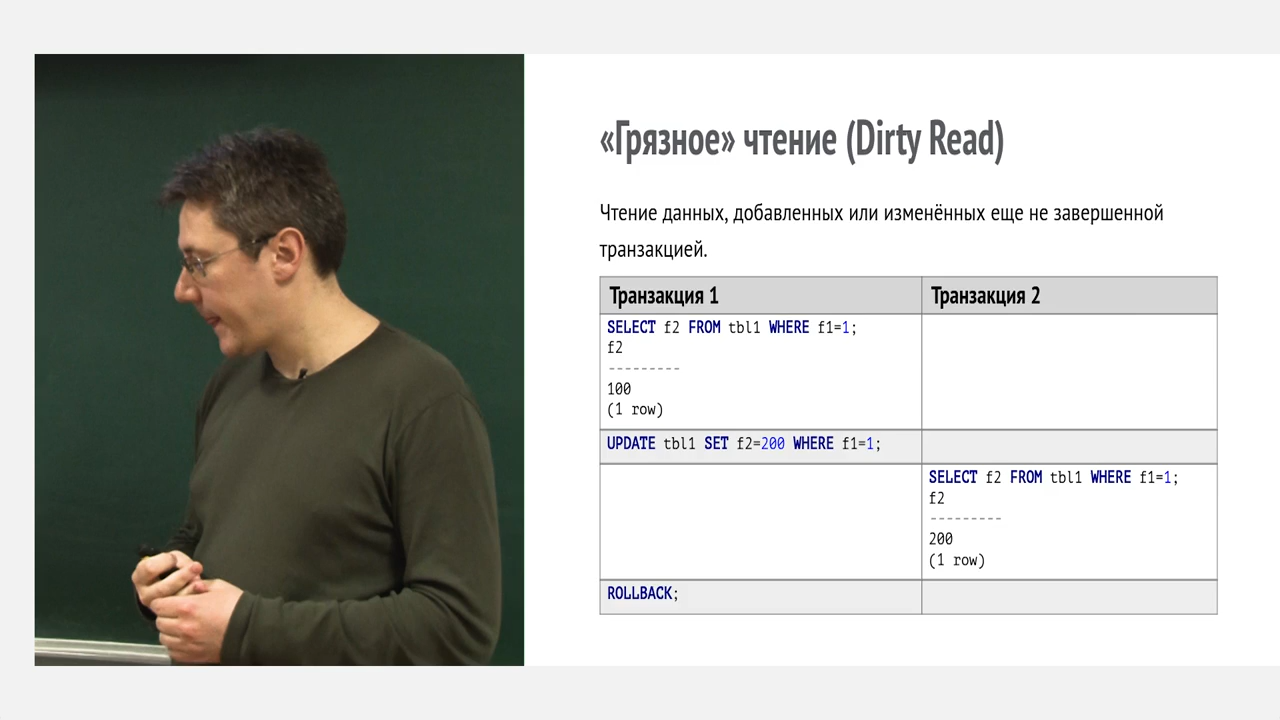 «Грязное» чтение (Dirty Read)
Чтение данных, добавленных или изменённых еще не завершенной
транзакцией.
Транзакция 1
Транзакция 2
SELECT f2 FROM tbl1 WHERE f1=1;
f2
---------
100
(1 row)
UPDATE tbl1 SET f2=200 WHERE f1=1;
SELECT f2 FROM tbl1 WHERE f1=1;
f2
---------
200
(1 row)
ROLLBACK;